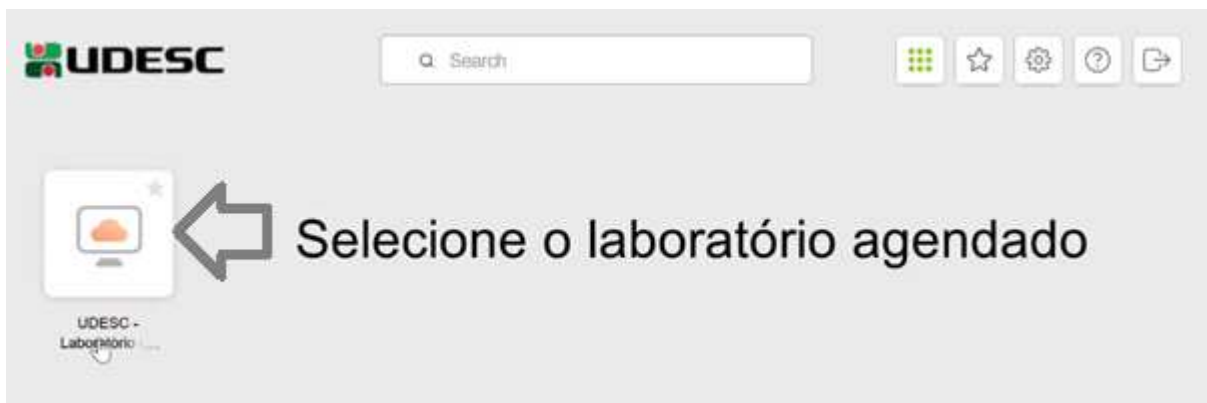 UDESC
Search
Selecione o laboratório agendado
UDESC -
Laboratório ....